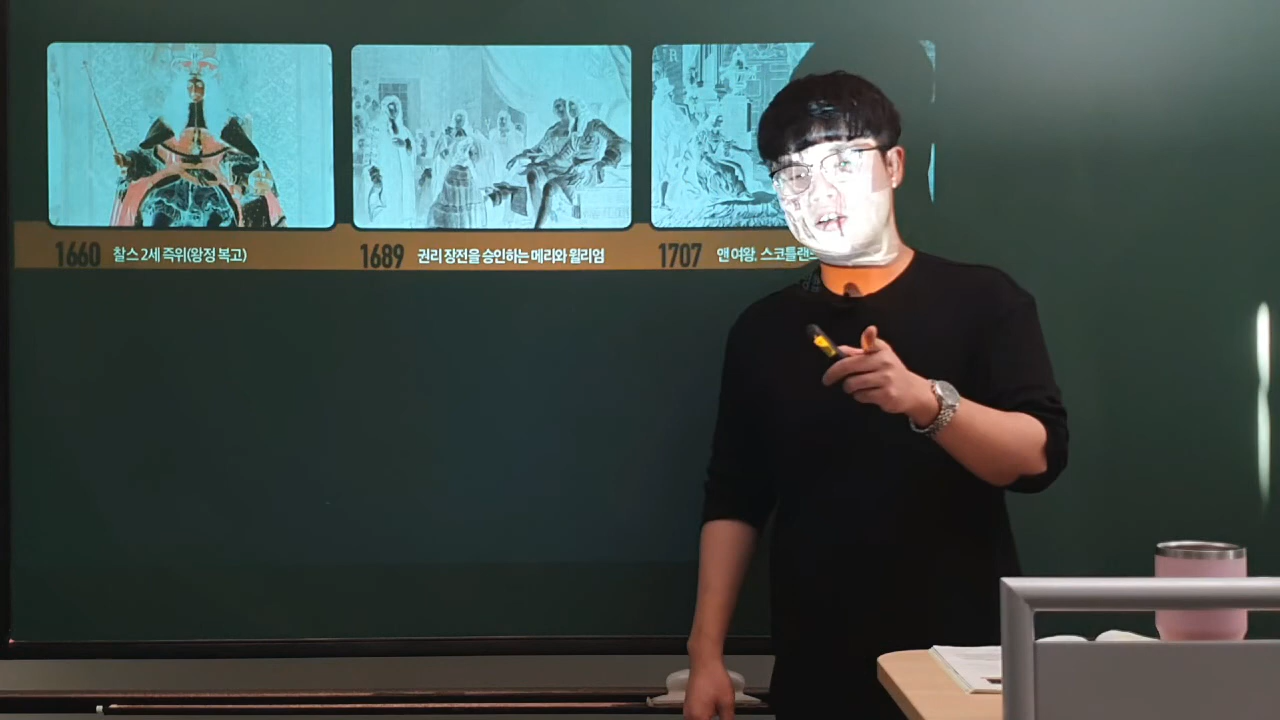 1660 찰스 2세 즉위(왕정 복고)
1689 권리 장전을 승인하는 메리와 윌리엄
1707 앤 여왕, 스코틀랜드